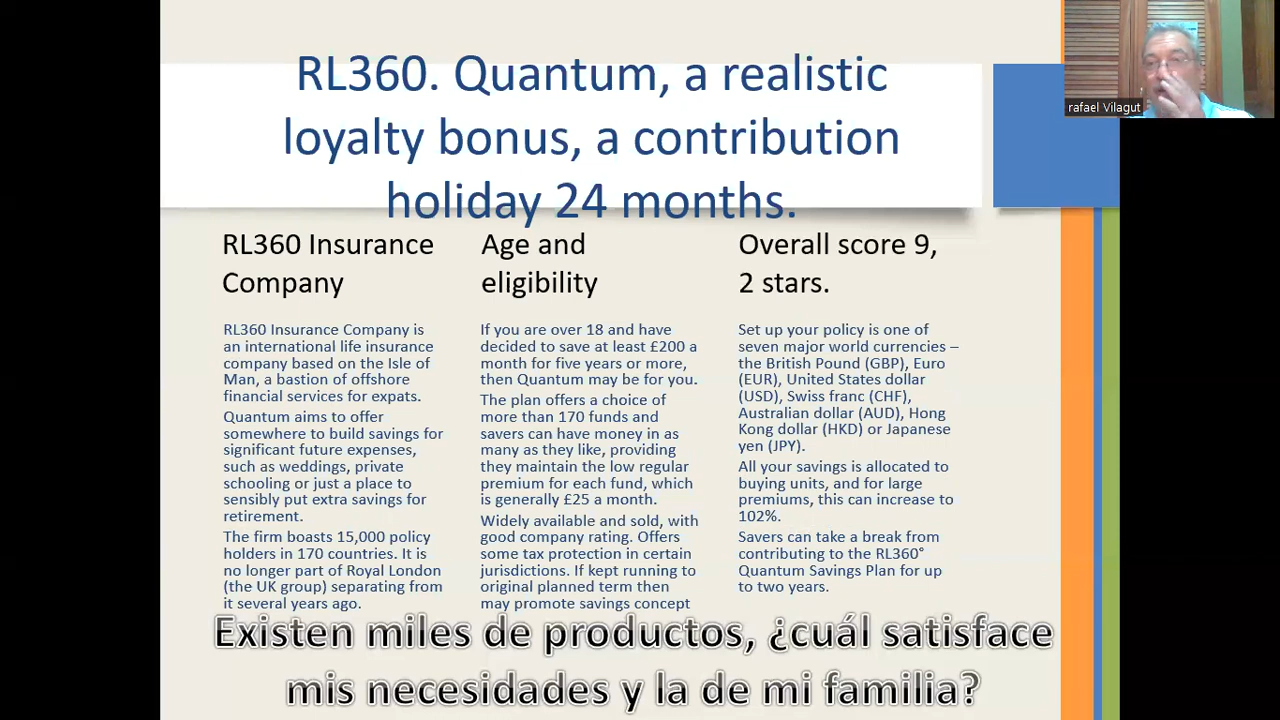 RL360. Quantum, a realistic
loyalty bonus, a contribution
holiday 24 months.
rafael Vilagut
RL360 Insurance
Company
RL360 Insurance Company is
an international life insurance
company based on the Isle of
Man, a bastion of offshore
financial services for expats.
Quantum aims to offer
somewhere to build savings for
significant future expenses,
such as weddings, private
schooling or just a place to
sensibly put extra savings for
retirement.
The firm boasts 15,000 policy
holders in 170 countries. It is
no longer part of Royal London
(the UK group) separating from
it several years ago.
Age and
eligibility
If you are over 18 and have
decided to save at least £200 a
month for five years or more,
then Quantum may be for you.
The plan offers a choice of
more than 170 funds and
savers can have money in as
many as they like, providing
they maintain the low regular
premium for each fund, which
is generally £25 a month.
Widely available and sold, with
good company rating. Offers
some tax protection in certain
jurisdictions. If kept running to
original planned term then
may promote savings concept
Overall score 9,
2 stars.
Set up your policy is one of
seven major world currencies –
the British Pound (GBP), Euro
(EUR), United States dollar
(USD), Swiss franc (CHF),
Australian dollar (AUD), Hong
Kong dollar (HKD) or Japanese
yen (JPY).
All your savings is allocated to
buying units, and for large
premiums, this can increase to
102%.
Savers can take a break from
contributing to the RL360°
Quantum Savings Plan for up
to two years.
Existen miles de productos, ¿cuál satisface
mis necesidades y la de mi familia?